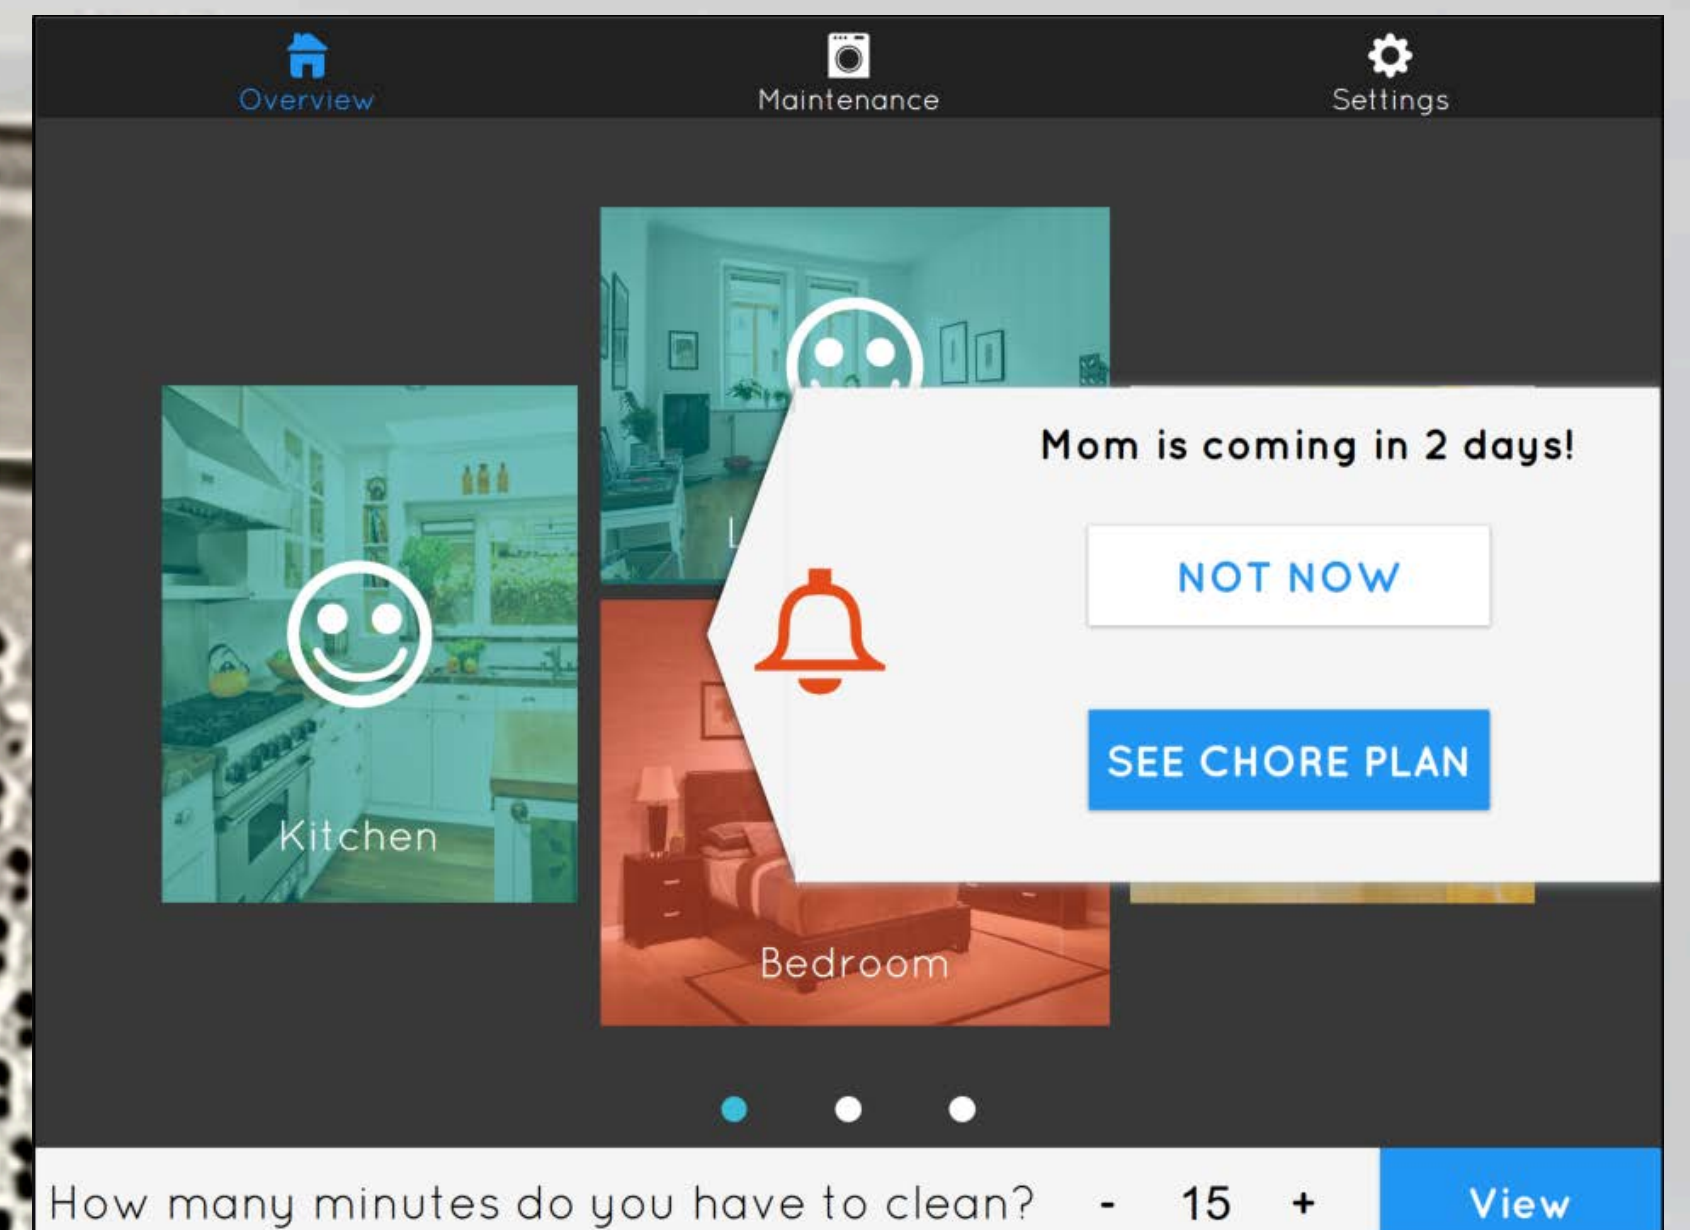 Overview
Maintenance
Settings
Mom is coming in 2 days!
NOT NOW
SEE CHORE PLAN
Kitchen
Bedroom
How many minutes do you have to clean? - 15 + View